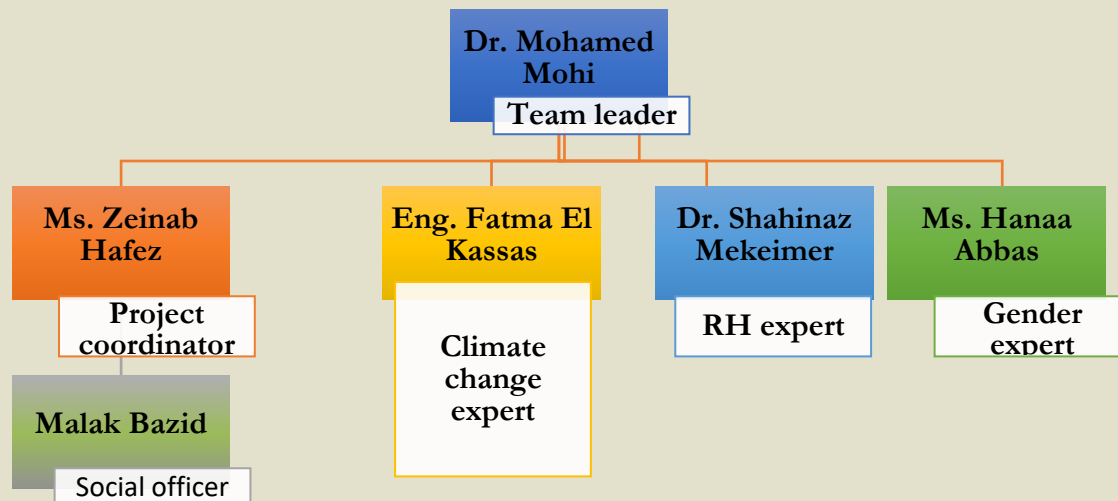 Dr. Mohamed
Mohi
Team leader
Ms. Zeinab
Hafez
Project
coordinator
Eng. Fatma El
Kassas
Climate
change
expert
Dr. Shahinaz
Mekeimer
RH expert
Ms. Hanaa
Abbas
Gender
expert
Malak Bazid
Social officer